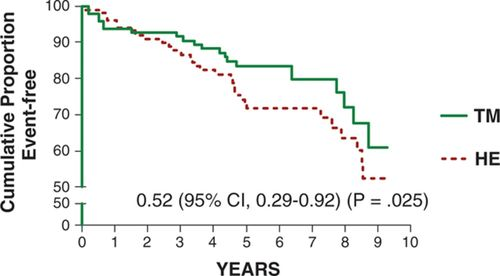 Cumulative Proportion
Event-free
100
90
80
70
60
50
50
0
0.52 (95% CI, 0.29-0.92) (P = .025)
0 1 2 3 4 5 6 7 8 9 10
YEARS
TM
HE